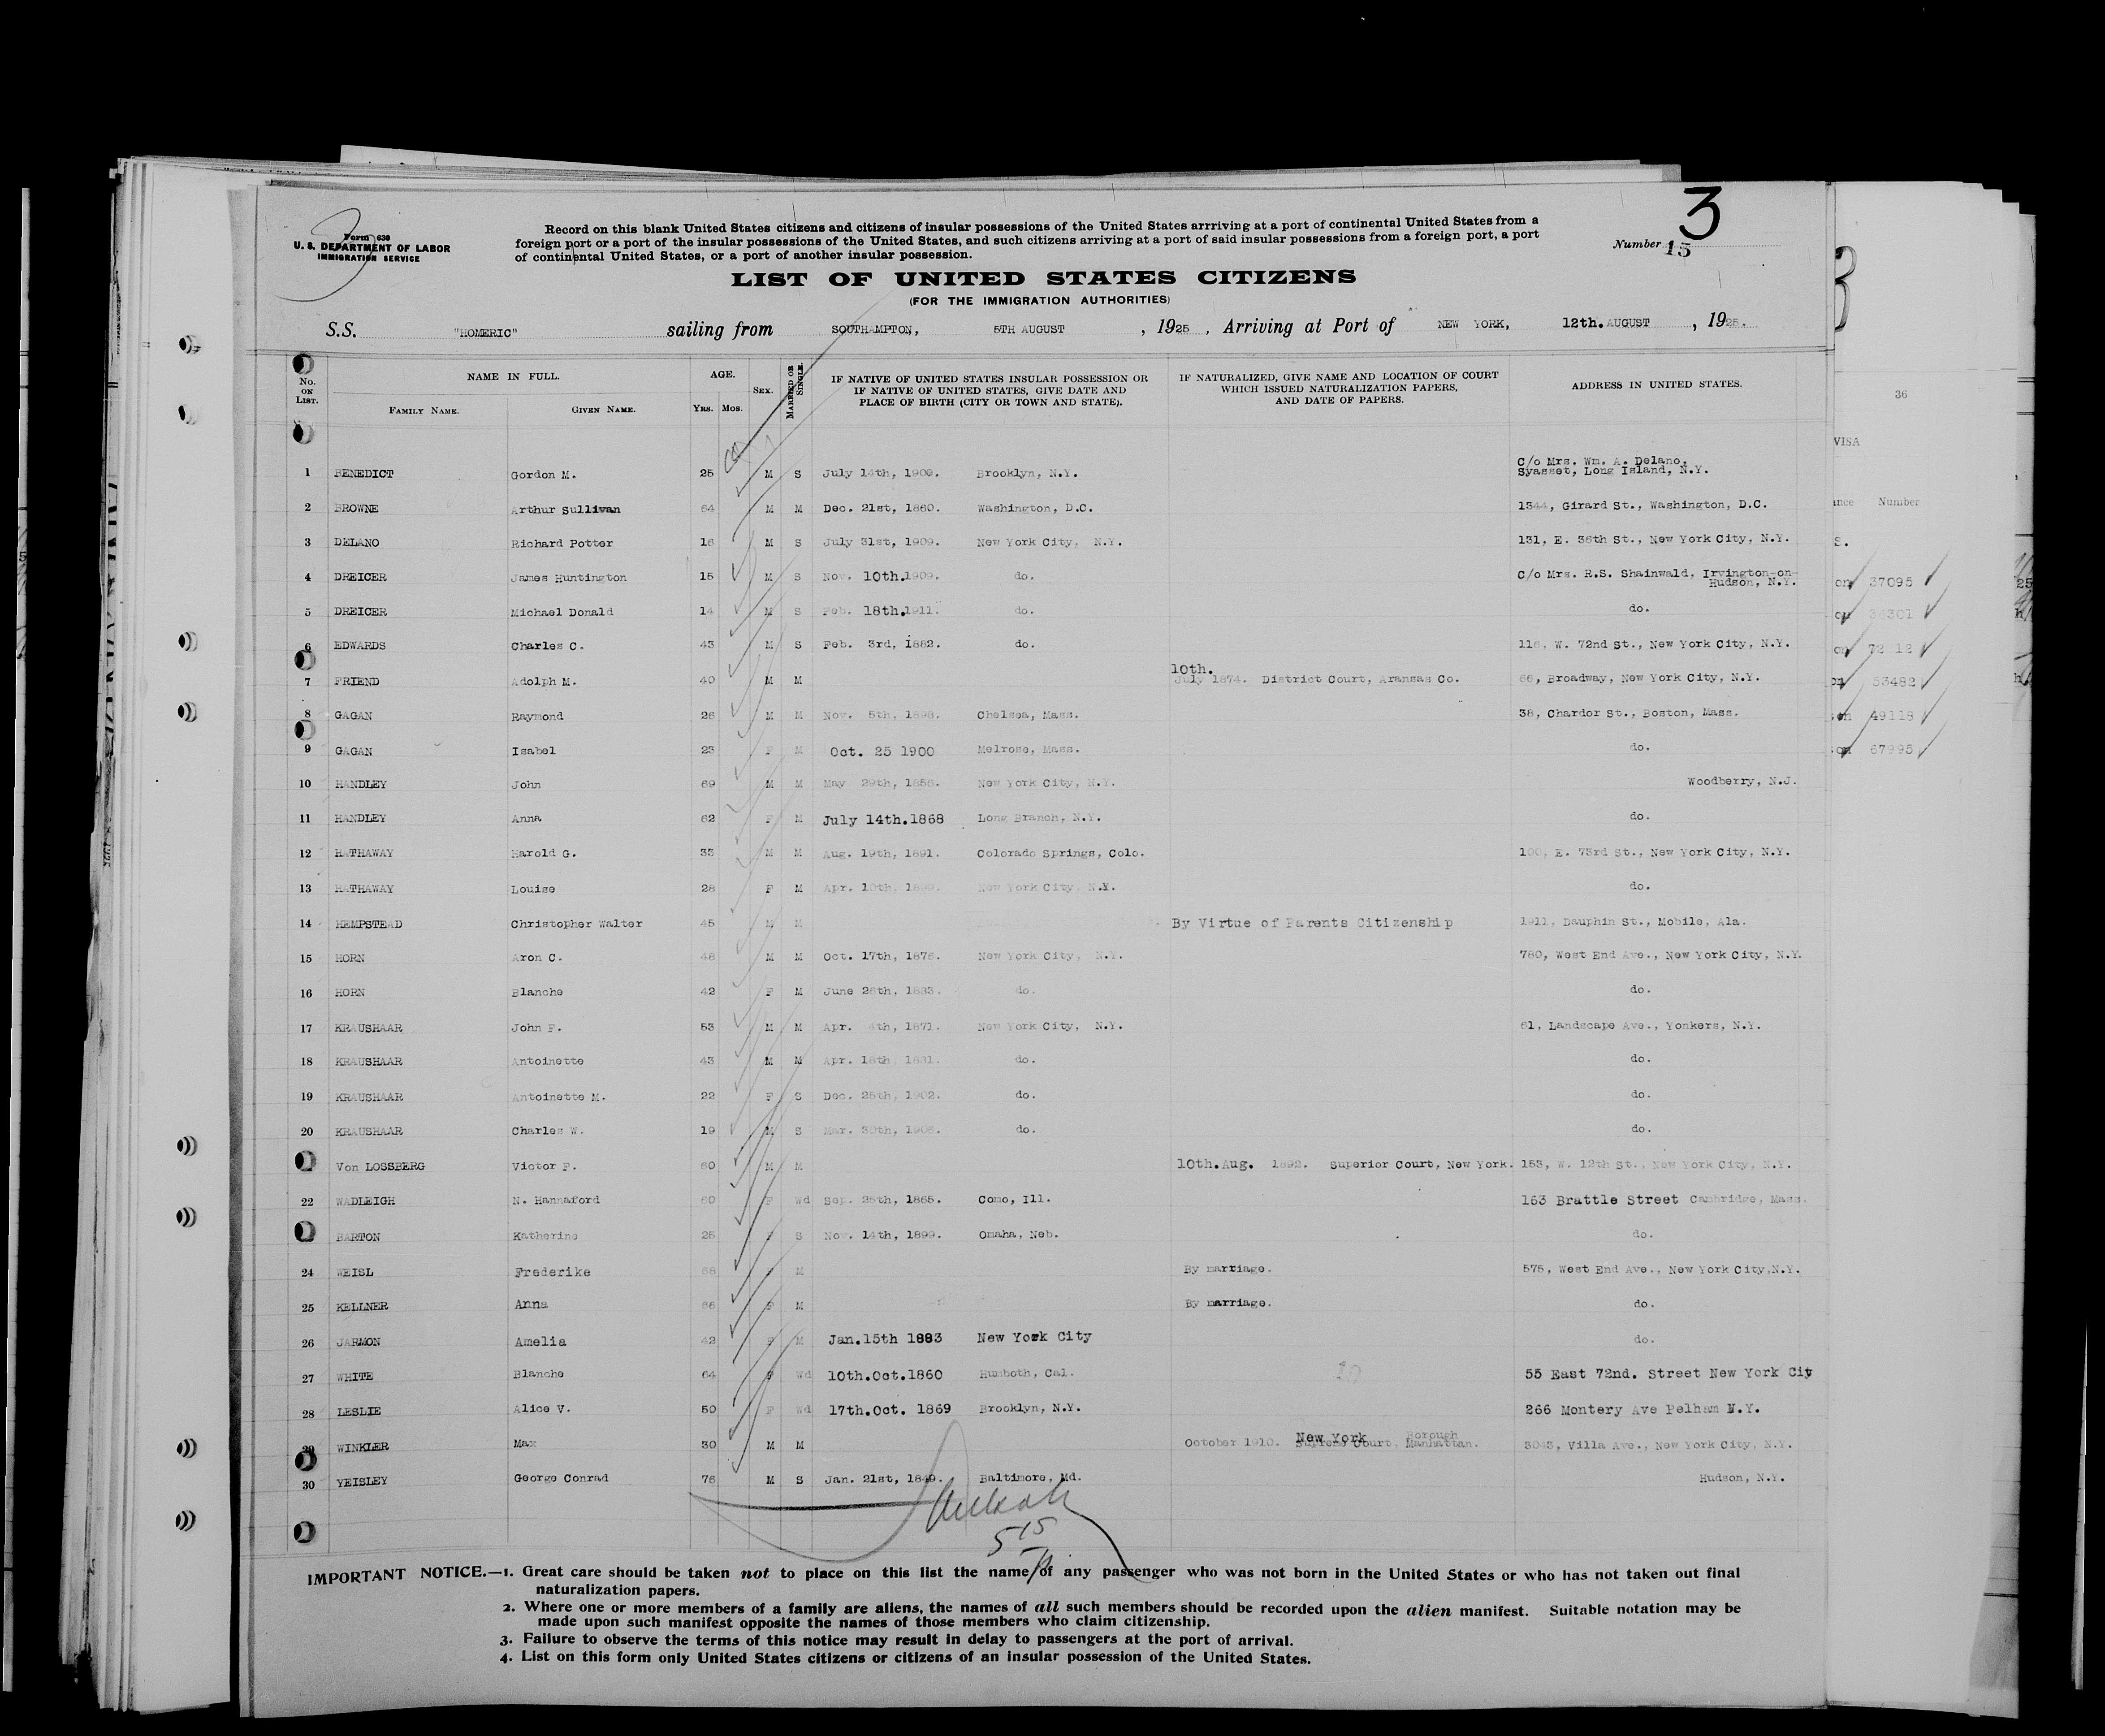 3
Form 630
U. S. DEPARTMENT OF LABOR
IMMIGRATION SERVICE
Record on this blank United States citizens and citizens of insular possessions of the United States arrriving at a port of continental United States from a
foreign port or a port of the insular possessions of the United States, and such citizens arriving at a port of said insular possessions from a foreign port, a port
of continental United States, or a port of another insular possession.
Number 15
LIST OF UNITED STATES CITIZENS
(FOR THE IMMIGRATION AUTHORITIES)
S.S. "HOMERIC" sailing from SOUTHAMPTON, 5TH AUGUST , 1925 , Arriving at Port of NEW YORK, 12th. AUGUST , 1925.
No. ON LIST. NAME IN FULL. FAMILY NAME. GIVEN NAME. AGE. YRS. MOS. SEX. MARRIED OR SINGLE.
IF NATIVE OF UNITED STATES INSULAR POSSESSION OR
IF NATIVE OF UNITED STATES, GIVE DATE AND
PLACE OF BIRTH (CITY OR TOWN AND STATE).
IF NATURALIZED, GIVE NAME AND LOCATION OF COURT
WHICH ISSUED NATURALIZATION PAPERS,
AND DATE OF PAPERS.
ADDRESS IN UNITED STATES.
1 BENEDICT Gordon M. 25 M S July 14th, 1900. Brooklyn, N.Y. C/o Mrs. Wm. A. Delano,
Syasset, Long Island, N.Y.
2 BROWNE Arthur Sullivan 64 M M Dec. 21st, 1860. Washington, D.C. 1344, Girard St., Washington, D.C.
3 DELANO Richard Potter 16 M S July 31st, 1909. New York City, N.Y. 131, E. 36th St., New York City, N.Y.
4 DREICER James Huntington 15 M S Nov. 10th.1909. do. C/o Mrs. R.S. Shainwald, Irvington-on-
Hudson, N.Y.
5 DREICER Michael Donald 14 M S Feb. 18th.1911. do. do.
6 EDWARDS Charles C. 43 M S Feb. 3rd, 1882. do. 116, W. 72nd St., New York City, N.Y.
7 FRIEND Adolph M. 40 M M 10th.
July 1874. District Court, Aransas Co. 66, Broadway, New York City, N.Y.
8 GAGAN Raymond 26 M M Nov. 5th, 1898. Chelsea, Mass. 38, Chardor St., Boston, Mass.
9 GAGAN Isabel 23 F M Oct. 25 1900 Melrose, Mass. do.
10 HANDLEY John 69 M M May 29th, 1856. New York City, N.Y. Woodberry, N.J.
11 HANDLEY Anna 62 F M July 14th.1868 Long Branch, N.Y. do.
12 HATHAWAY Harold G. 33 M M Aug. 19th, 1891. Colorado Springs, Colo. 100, E. 73rd St., New York City, N.Y.
13 HATHAWAY Louise 28 F M Apr. 10th, New York City, N.Y. do.
14 HEMPSTEAD Christopher Walter 45 M M By Virtue of Parents Citizenship 1911, Dauphin St., Mobile, Ala.
15 HORN Aron C. 48 M M Oct. 17th, 1876. New York City, N.Y. 780, West End Ave., New York City, N.Y.
16 HORN Blanche 42 F M June 26th, 1883. do. do.
17 KRAUSHAAR John F. 53 M M Apr. 4th, 1871. New York City, N.Y. 61, Landscape Ave., Yonkers, N.Y.
18 KRAUSHAAR Antoinette 43 M M Apr. 18th, 1881. do. do.
19 KRAUSHAAR Antoinette M. 22 F S Dec. 25th, 1902. do. do.
20 KRAUSHAAR Charles W. 19 M S Mar. 30th, do. do.
Von LOSSBERG Victor F. 60 M M 10th.Aug. 1892. Superior Court, New York. 153, W. 12th St., New York City, N.Y.
22 WADLEIGH N. Hannaford 60 F Wd Sep. 25th, 1865. Como, Ill. 163 Brattle Street Cambridge, Mass.
BARTON Katherine 25 F S Nov. 14th, 1899. Omaha, Neb. do.
24 WEISL Frederike 68 F M By marriage. 575, West End Ave., New York City,N.Y.
25 KELLNER Anna 66 F M By marriage. do.
26 JARMON Amelia 42 F M Jan.15th 1883 New York City do.
27 WHITE Blanche 64 F Wd 10th.Oct.1860 Humboth, Cal. 20 55 East 72nd. Street New York City
28 LESLIE Alice V. 50 F Wd 17th.Oct. 1869 Brooklyn, N.Y. 266 Montery Ave Pelham N.Y.
29 WINKLER Max 30 M M October 1910. New York Supreme Court, Borough Manhattan. 3043, Villa Ave., New York City, N.Y.
30 YEISLEY George Conrad 76 M S Jan. 21st, 1849. Baltimore, Md. Hudson, N.Y.
515
IMPORTANT NOTICE.—1. Great care should be taken not to place on this list the name of any passenger who was not born in the United States or who has not taken out final
naturalization papers.
2. Where one or more members of a family are aliens, the names of all such members should be recorded upon the alien manifest. Suitable notation may be
made upon such manifest opposite the names of those members who claim citizenship.
3. Failure to observe the terms of this notice may result in delay to passengers at the port of arrival.
4. List on this form only United States citizens or citizens of an insular possession of the United States.
36
VISA
Number
37095
53482
49118
67995